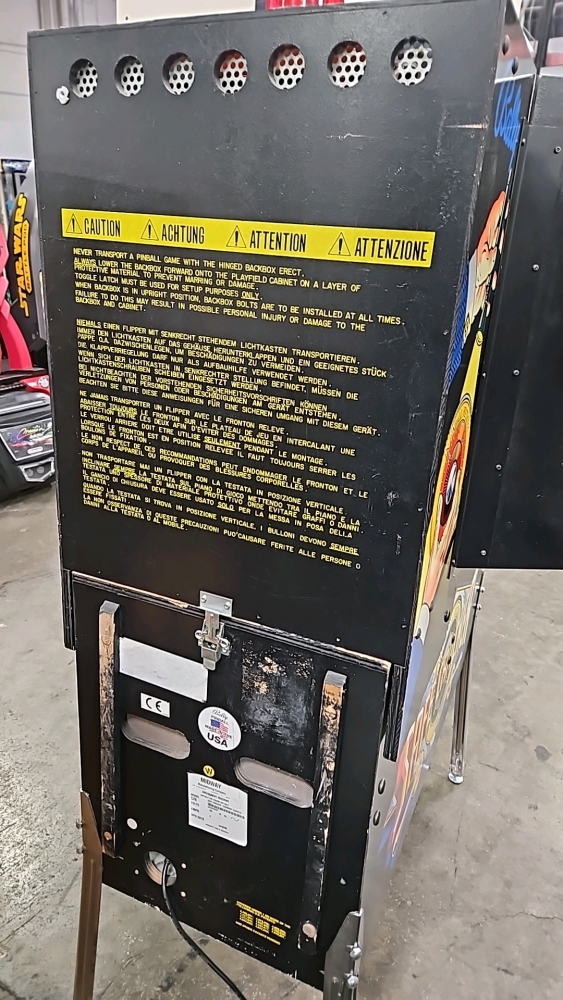 Bally
STAR WARS
CAUTION ACHTUNG ATTENTION ATTENZIONE
NEVER TRANSPORT A PINBALL GAME WITH THE HINGED BACKBOX ERECT.
ALWAYS LOWER THE BACKBOX FORWARD ONTO THE PLAYFIELD CABINET ON A LAYER OF
PROTECTIVE MATERIAL TO PREVENT MARRING OR DAMAGE.
TOGGLE LATCH MUST BE USED FOR SETUP PURPOSES ONLY.
WHEN BACKBOX IS IN UPRIGHT POSITION, BACKBOX BOLTS ARE TO BE INSTALLED AT ALL TIMES.
FAILURE TO DO THIS MAY RESULT IN POSSIBLE PERSONAL INJURY OR DAMAGE TO THE
BACKBOX AND CABINET.
NIEMALS EINEN FLIPPER MIT SENKRECHT STEHENDEM LICHTKASTEN TRANSPORTIEREN.
IMMER DEN LICHTKASTEN AUF DAS GEHÄUSE HERUNTERKLAPPEN UND EIN GEEIGNETES STÜCK
PAPPE O.A. DAZWISCHENLEGEN, UM BESCHÄDIGUNGEN ZU VERMEIDEN.
DIE KLAPPVERRIEGELUNG DARF NUR ALS AUFBAUHILFE VERWENDET WERDEN.
WENN SICH DER LICHTKASTEN IN SENKRECHTER STELLUNG BEFINDET, MÜSSEN DIE
LICHTKASTENSCHRAUBEN EINGESETZT WERDEN.
BEI NICHTBEACHTEN DER VORSTEHENDEN SICHERHEITSVORSCHRIFTEN KÖNNEN
VERLETZUNGEN VON PERSONEN ODER BESCHÄDIGUNGEN AM GERÄT ENTSTEHEN.
BEACHTEN SIE BITTE DIESE ANWEISUNGEN FÜR EINE SICHEREN UMGANG MIT DIESEM GERÄT.
NE JAMAIS TRANSPORTER UN FLIPPER AVEC LE FRONTON RELEVE
ABAISSER TOUJOURS LE FRONTON SUR LE PLATEAU DE JEU EN INTERCALANT UNE
PROTECTION ENTRE LES DEUX AFIN D'EVITER DES DOMMAGES.
LE VERROU ARRIERE DOIT ETRE UTILISE SEULEMENT PENDANT LE MONTAGE.
LORSQUE LE FRONTON EST EN POSITION RELEVEE IL FAUT TOUJOURS SERRER LES
BOULONS DE FIXATION.
LE NON RESPECT DE CES RECOMMANDATIONS PEUT ENDOMMAGER LE FRONTON ET LE
CORPS DE L'APPAREIL OU PROVOQUER DES BLESSURES CORPORELLES.
NON TRASPORTARE MAI UN FLIPPER CON LA TESTATA IN POSIZIONE VERTICALE
INCLINARE SEMPRE LA TESTATA SUL PIANO DI GIOCO METTENDO TRA IL PIANO E LA
TESTATA UNO SPESSORE DI MATERIALE PROTETTIVO ONDE EVITARE GRAFFI O DANNI
IL GANCIO DI CHIUSURA DEVE ESSERE USATO SOLO PER LA MESSA IN POSA DELLA
TESTATA
QUANDO LA TESTATA SI TROVA IN POSIZIONE VERTICALE, I BULLONI DEVONO SEMPRE
ESSERE FISSATI.
LA NON OSSERVANZA DI QUESTE PRECAUZIONI PUO'CAUSARE FERITE ALLE PERSONE O
DANNI ALLA TESTATA O AL MOBILE.
CE
Bally
USA
W
MIDWAY